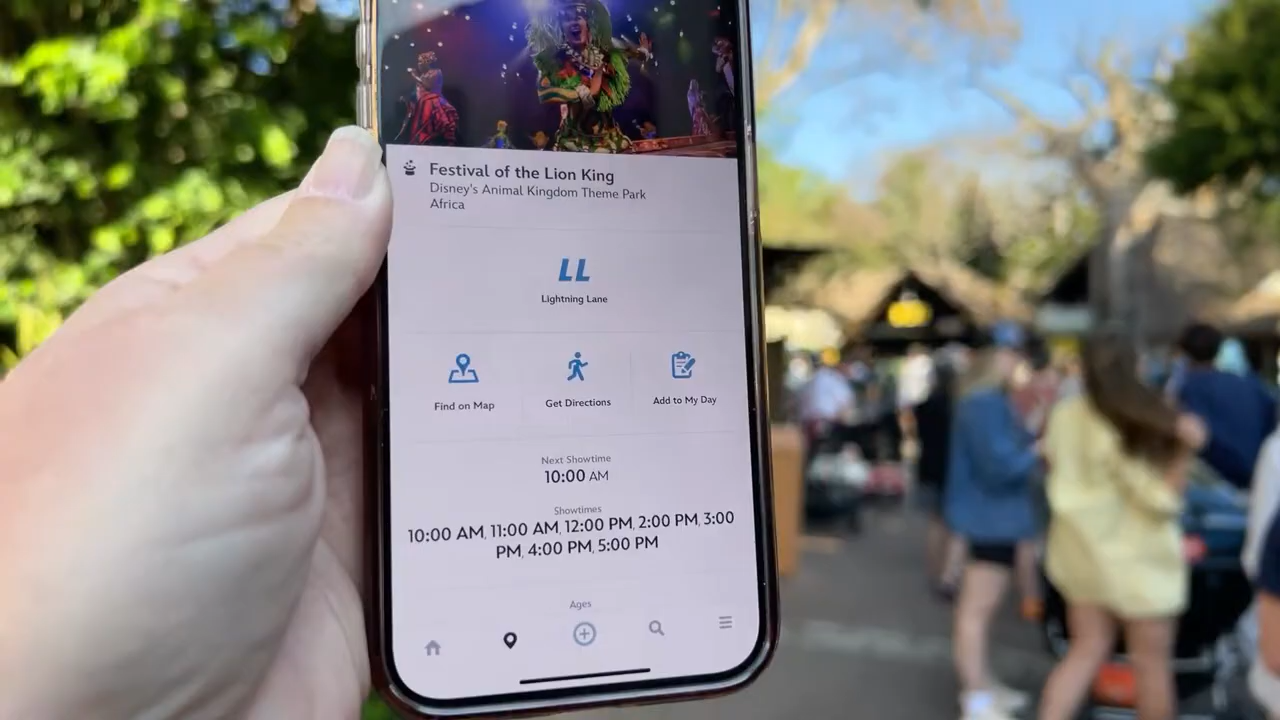 Festival of the Lion King
Disney's Animal Kingdom Theme Park
Africa
LL
Lightning Lane
Find on Map
Get Directions
Add to My Day
Next Showtime
10:00 AM
Showtimes
10:00 AM, 11:00 AM, 12:00 PM, 2:00 PM, 3:00
PM, 4:00 PM, 5:00 PM
Ages